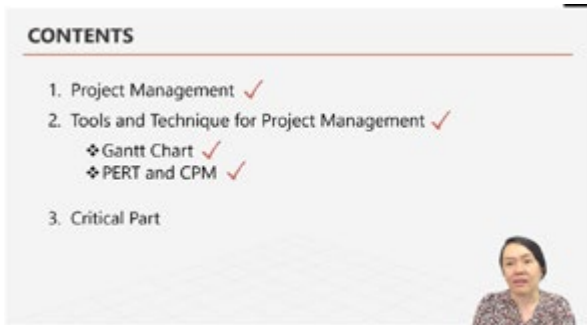 CONTENTS
1. Project Management ✓
2. Tools and Technique for Project Management ✓
❖Gantt Chart ✓
❖PERT and CPM ✓
3. Critical Part